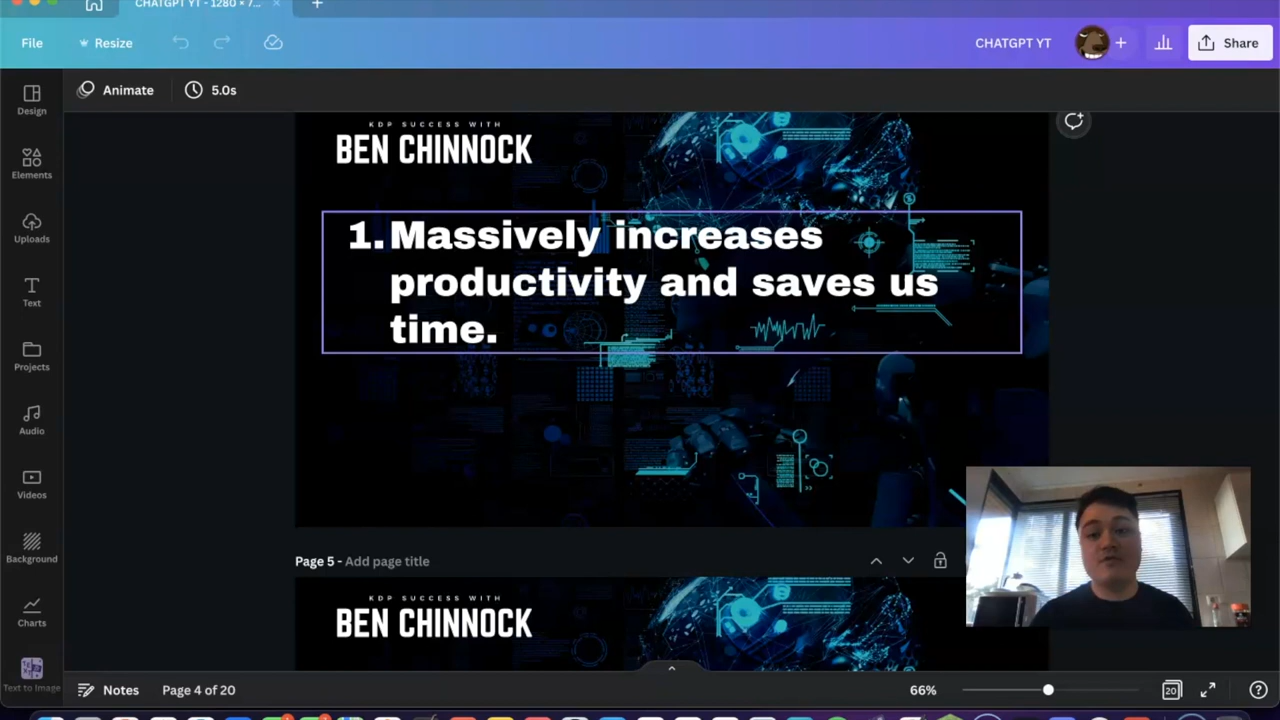 CHATGPT YT - 1280 × 7...
File
Resize
CHATGPT YT
Share
Animate
5.0s
Design
Elements
Uploads
Text
Projects
Audio
Videos
Background
Charts
Text to Image
KDP SUCCESS WITH
BEN CHINNOCK
1. Massively increases
productivity and saves us
time.
Page 5 - Add page title
KDP SUCCESS WITH
BEN CHINNOCK
Notes
Page 4 of 20
66%
20